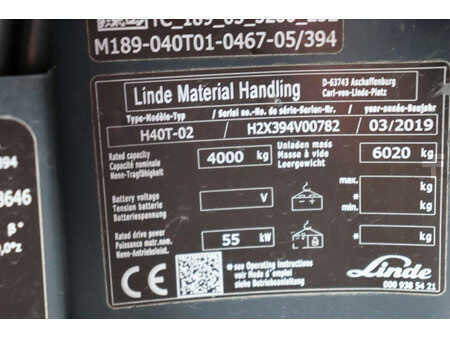 M189-040T01-0467-05/394
Linde Material Handling
D-63743 Aschaffenburg
Carl-von-Linde-Platz
Type-Modèle-Typ / Serial no.-No. de série-Serien-Nr. / year-année-Baujahr
H40T-02 / H2X394V00782 / 03/2019
Rated capacity
Capacité nominale
Nenn-Tragfähigkeit
4000 kg
Unladen mass
Masse à vide
Leergewicht
6020 kg
Battery voltage
Tension batterie
Batteriespannung
V
max. kg
*
min. kg
Rated drive power
Puissance motr.nom.
Nenn-Antriebsleist.
55 kW
* kg
CE
see Operating instructions
voir Mode d'emploi
siehe Betriebsanleitung
Linde
000 938 54 21
394
3646
β°